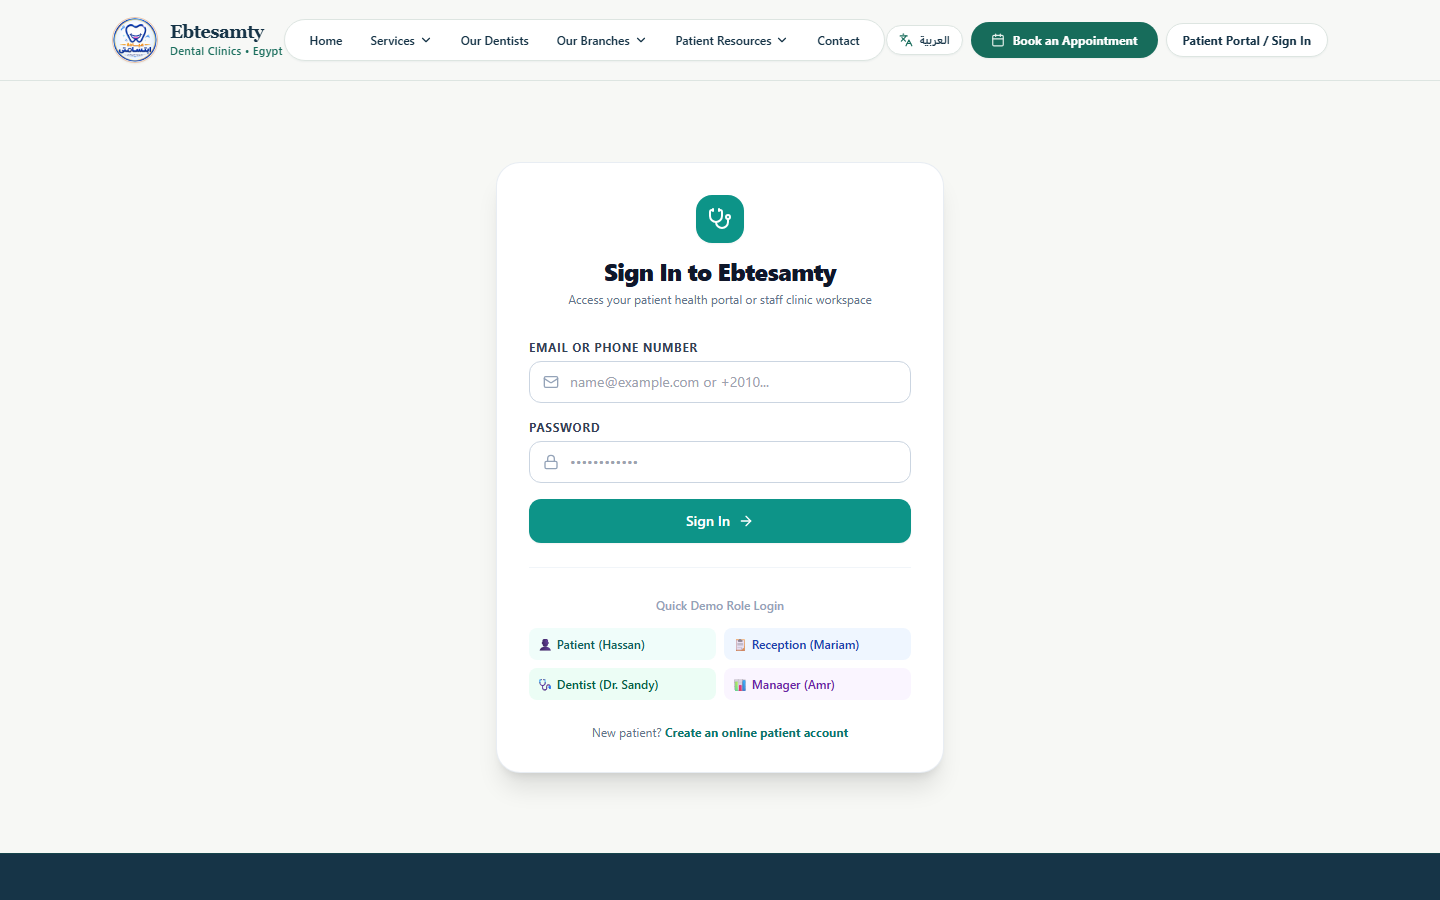 ابتسامتي
Ebtesamty
Dental Clinics • Egypt
Home
Services
Our Dentists
Our Branches
Patient Resources
Contact
العربية
Book an Appointment
Patient Portal / Sign In
Sign In to Ebtesamty
Access your patient health portal or staff clinic workspace
EMAIL OR PHONE NUMBER
name@example.com or +2010...
PASSWORD
••••••••••••
Sign In
Quick Demo Role Login
Patient (Hassan)
Reception (Mariam)
Dentist (Dr. Sandy)
Manager (Amr)
New patient? Create an online patient account